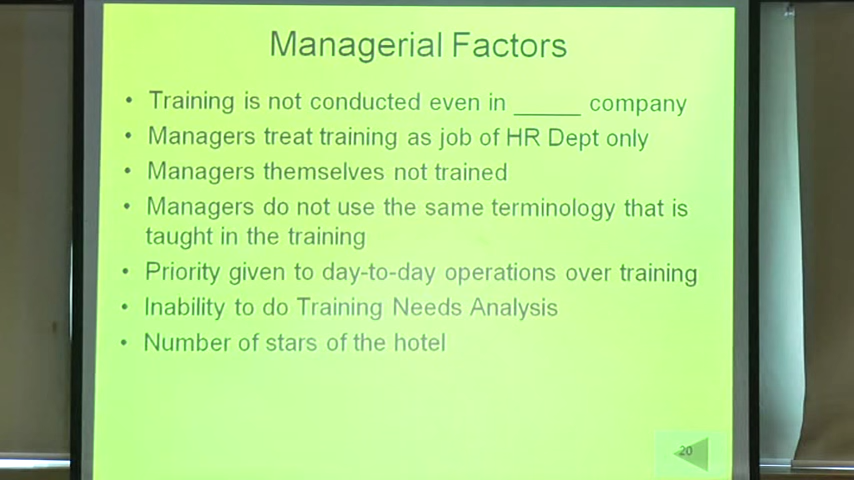 Managerial Factors
• Training is not conducted even in _____ company
• Managers treat training as job of HR Dept only
• Managers themselves not trained
• Managers do not use the same terminology that is
taught in the training
• Priority given to day-to-day operations over training
• Inability to do Training Needs Analysis
• Number of stars of the hotel
20